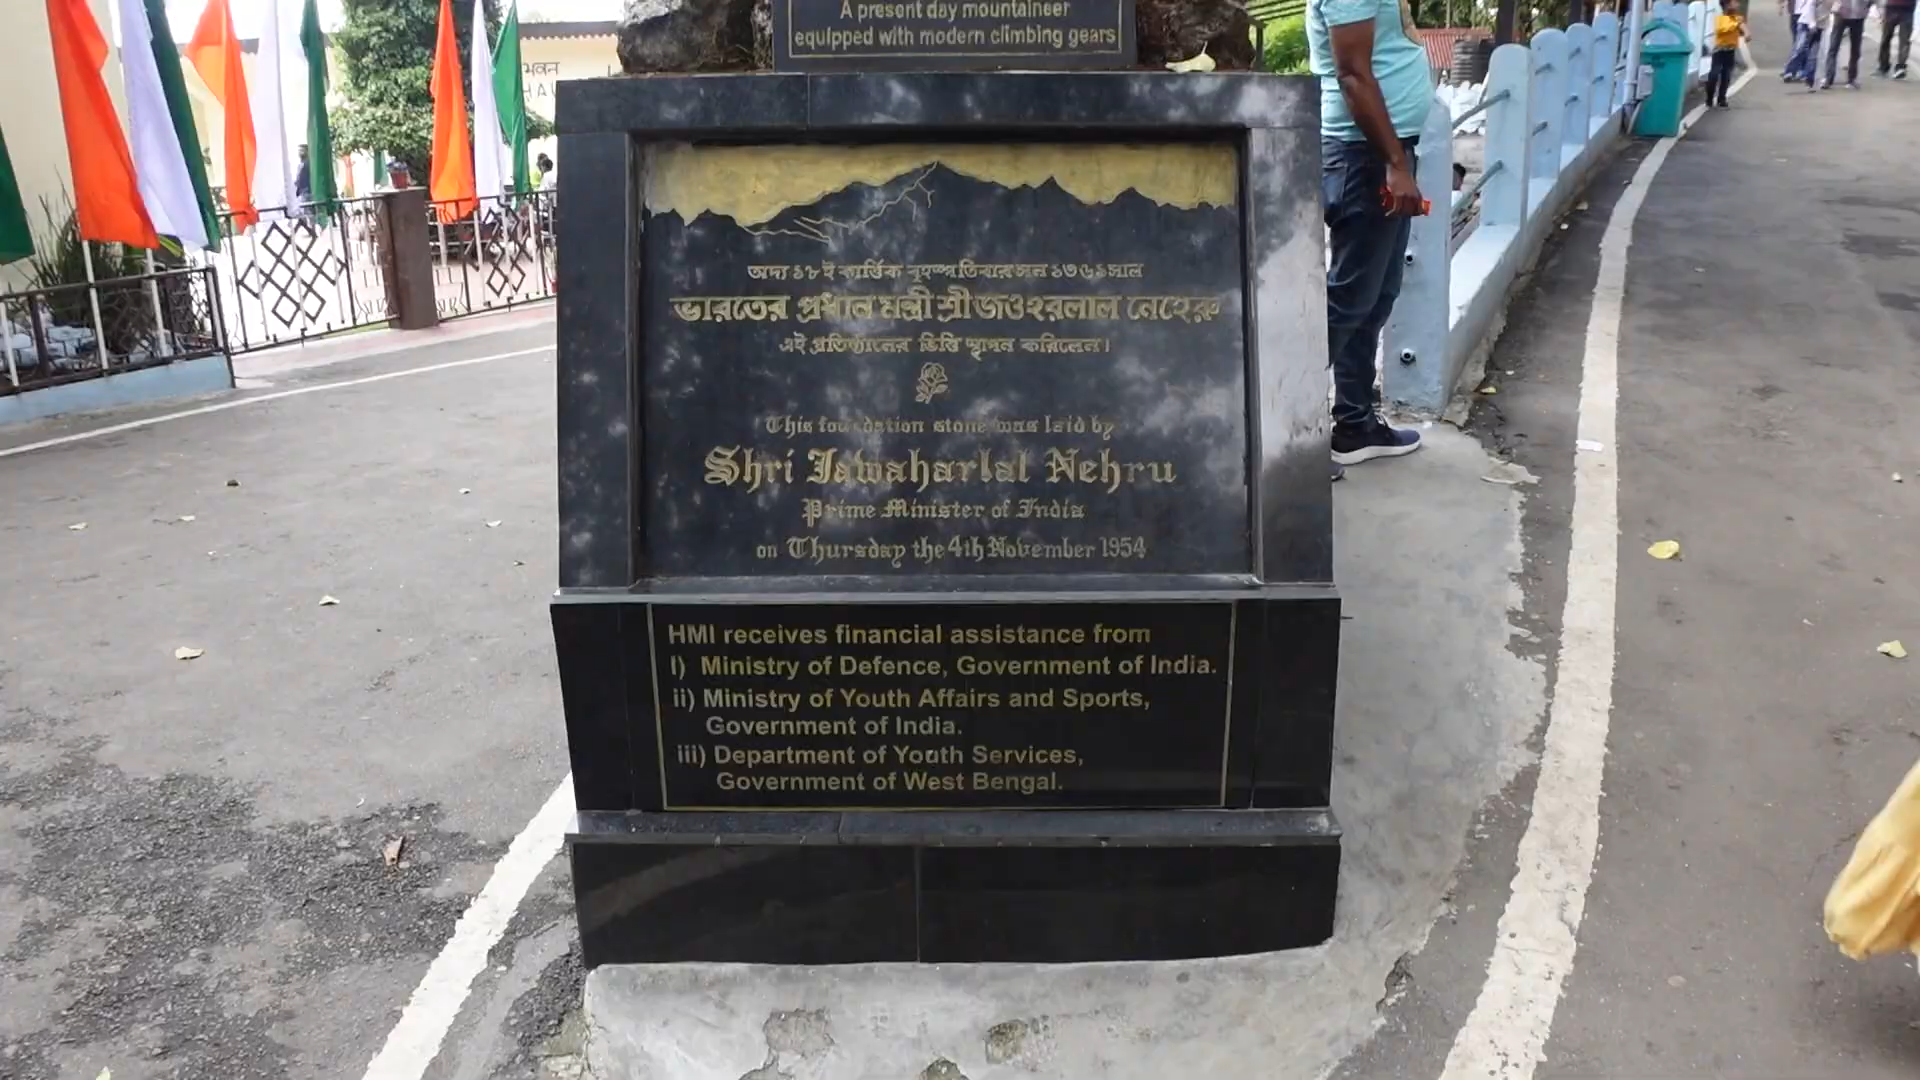 A present day mountaineer
equipped with modern climbing gears
ভবন
অদ্য ১৮ই কার্ত্তিক বৃহস্পতিবার সন ১৩৬১ সাল
ভারতের প্রধান মন্ত্রী শ্রী জওহরলাল নেহেরু
এই প্রতিষ্ঠানের ভিত্তি স্থাপন করিলেন।
This foundation stone was laid by
Shri Jawaharlal Nehru
Prime Minister of India
on Thursday the 4th November 1954
HMI receives financial assistance from
I) Ministry of Defence, Government of India.
ii) Ministry of Youth Affairs and Sports,
Government of India.
iii) Department of Youth Services,
Government of West Bengal.